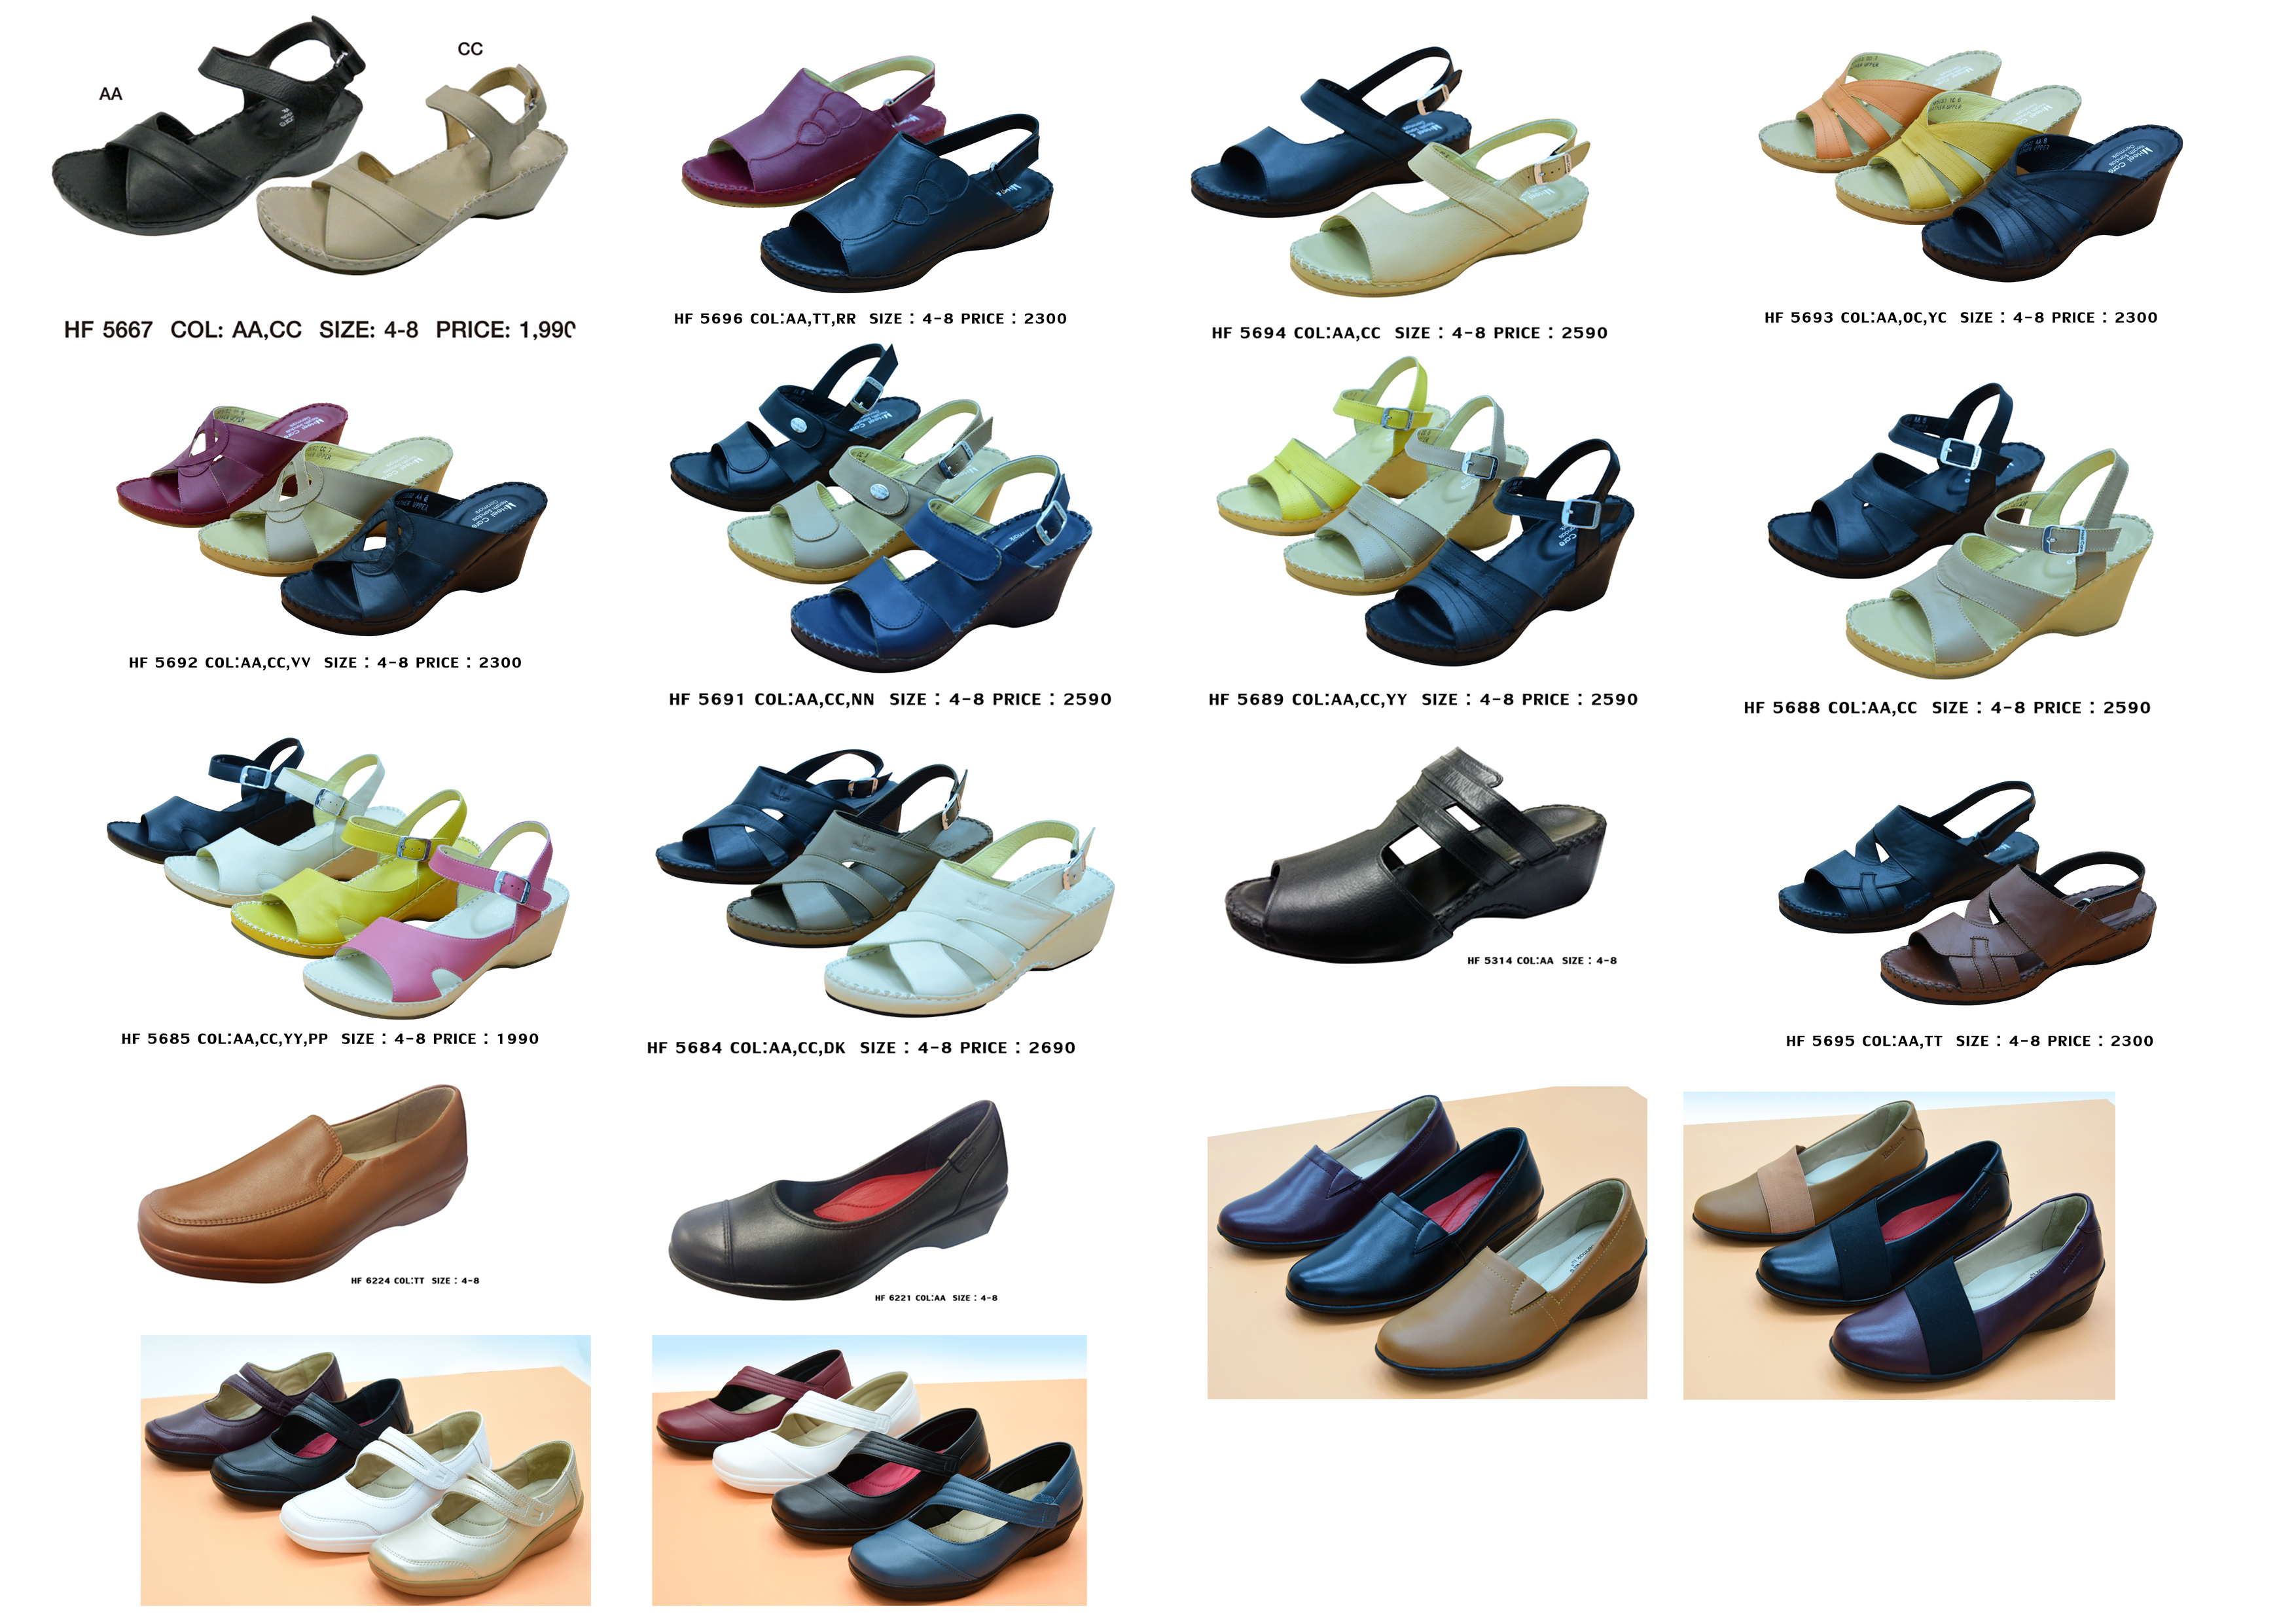 AA
CC
HF 5667 COL: AA,CC SIZE: 4-8 PRICE: 1,990
HF 5696 COL:AA,TT,RR SIZE : 4-8 PRICE : 2300
HF 5694 COL:AA,CC SIZE : 4-8 PRICE : 2590
HF 5693 COL:AA,OC,YC SIZE : 4-8 PRICE : 2300
HF 5692 COL:AA,CC,VV SIZE : 4-8 PRICE : 2300
HF 5691 COL:AA,CC,NN SIZE : 4-8 PRICE : 2590
HF 5689 COL:AA,CC,YY SIZE : 4-8 PRICE : 2590
HF 5688 COL:AA,CC SIZE : 4-8 PRICE : 2590
HF 5685 COL:AA,CC,YY,PP SIZE : 4-8 PRICE : 1990
HF 5684 COL:AA,CC,DK SIZE : 4-8 PRICE : 2690
HF 5314 COL:AA SIZE : 4-8
HF 5695 COL:AA,TT SIZE : 4-8 PRICE : 2300
HF 6224 COL:TT SIZE : 4-8
HF 6221 COL:AA SIZE : 4-8